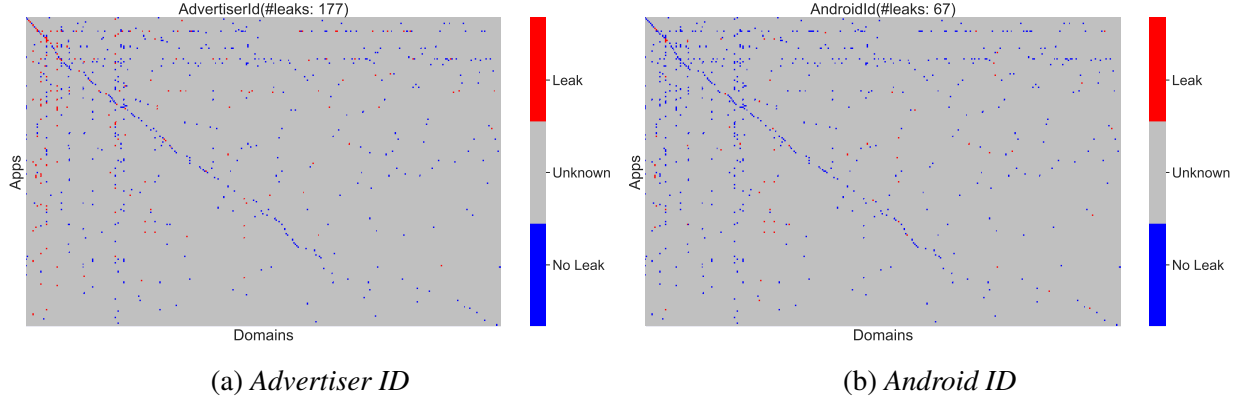 AdvertiserId(#leaks: 177)
Apps
Domains
Leak
Unknown
No Leak
(a) Advertiser ID
AndroidId(#leaks: 67)
Apps
Domains
Leak
Unknown
No Leak
(b) Android ID